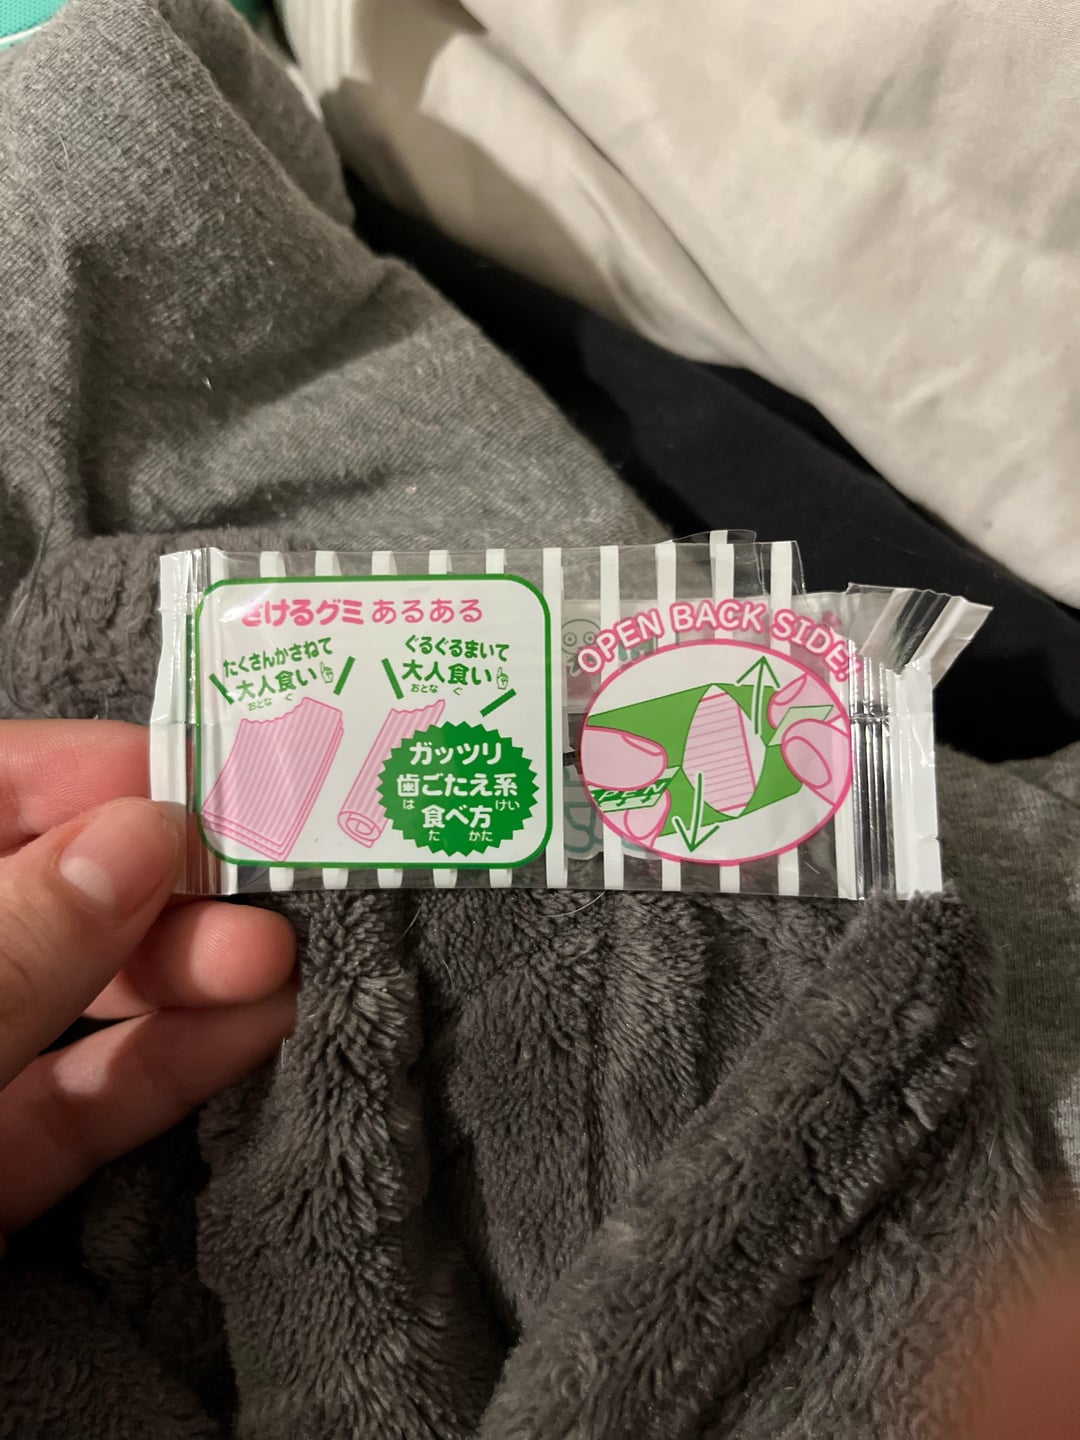 さけるグミあるある
たくさんかさねて
大人食い
おとな ぐ
ぐるぐるまいて
大人食い
おとな ぐ
ガッツリ
歯ごたえ系
は けい
食べ方
た かた
OPEN BACK SIDE!
OPEN